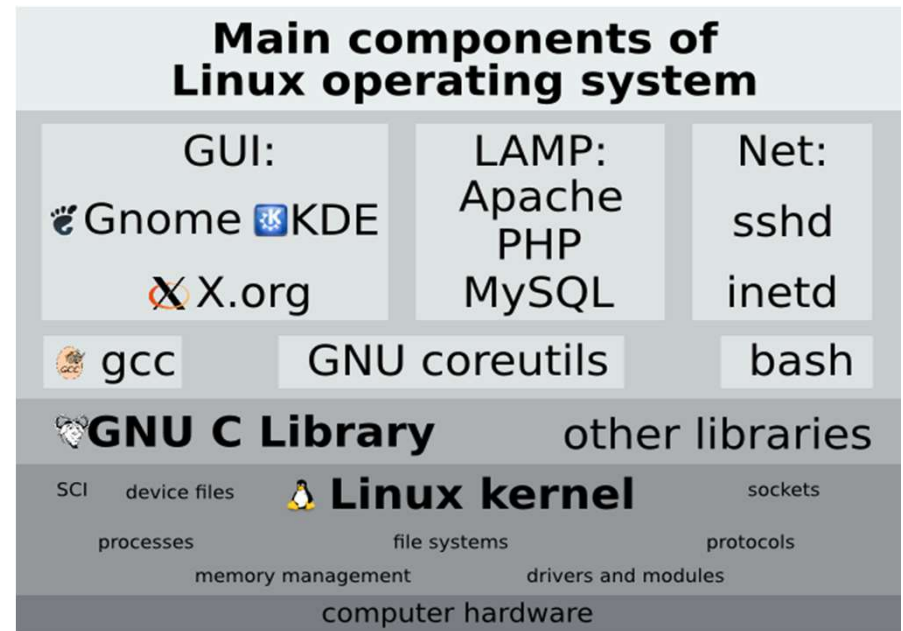 Main components of
Linux operating system
GUI:
Gnome KDE
X.org
LAMP:
Apache
PHP
MySQL
Net:
sshd
inetd
gcc
GNU coreutils
bash
GNU C Library
other libraries
SCI
device files
Linux kernel
sockets
processes
file systems
protocols
memory management
drivers and modules
computer hardware